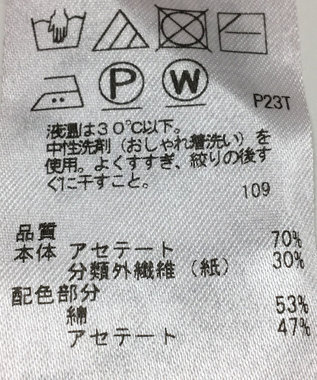 P W
P23T
液温は30℃以下。
中性洗剤（おしゃれ着洗い）を
使用。よくすすぎ、絞りの後す
ぐに干すこと。
109
品質
本体 アセテート 70%
分類外繊維（紙） 30%
配色部分
綿 53%
アセテート 47%